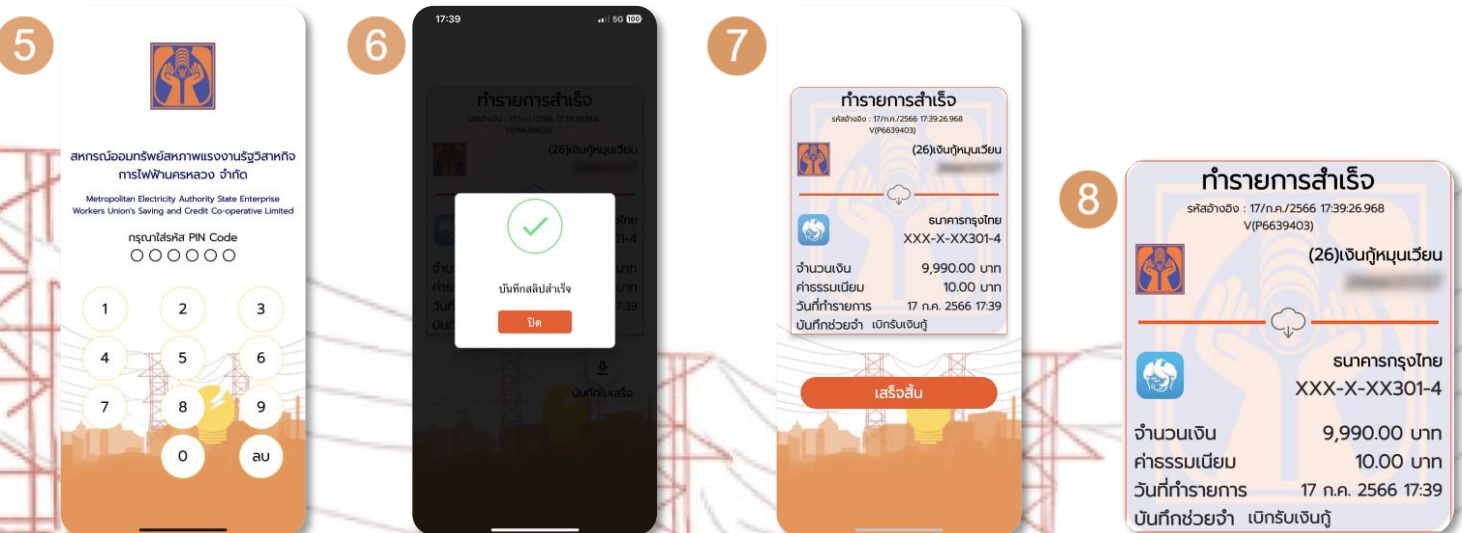 5
สหกรณ์ออมทรัพย์สหภาพแรงงานรัฐวิสาหกิจ
การไฟฟ้านครหลวง จำกัด
Metropolitan Electricity Authority State Enterprise
Workers Union's Saving and Credit Co-operative Limited
กรุณาใส่รหัส PIN Code
1 2 3
4 5 6
7 8 9
0 ลบ
6
17:39 5G 100
ทำรายการสำเร็จ
รหัสอ้างอิง : 17/ก.ค./2566 17:39:26.968
V(P6639403)
(26)เงินกู้หมุนเวียน
บันทึกสลิปสำเร็จ
ปิด
บันทึกใบเสร็จ
7
ทำรายการสำเร็จ
รหัสอ้างอิง : 17/ก.ค./2566 17:39:26.968
V(P6639403)
(26)เงินกู้หมุนเวียน
ธนาคารกรุงไทย
XXX-X-XX301-4
จำนวนเงิน 9,990.00 บาท
ค่าธรรมเนียม 10.00 บาท
วันที่ทำรายการ 17 ก.ค. 2566 17:39
บันทึกช่วยจำ เบิกรับเงินกู้
เสร็จสิ้น
8
ทำรายการสำเร็จ
รหัสอ้างอิง : 17/ก.ค./2566 17:39:26.968
V(P6639403)
(26)เงินกู้หมุนเวียน
ธนาคารกรุงไทย
XXX-X-XX301-4
จำนวนเงิน 9,990.00 บาท
ค่าธรรมเนียม 10.00 บาท
วันที่ทำรายการ 17 ก.ค. 2566 17:39
บันทึกช่วยจำ เบิกรับเงินกู้